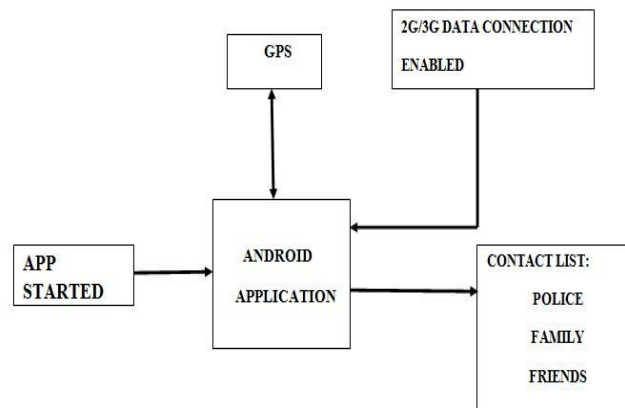 GPS
2G/3G DATA CONNECTION
ENABLED
APP
STARTED
ANDROID
APPLICATION
CONTACT LIST:
POLICE
FAMILY
FRIENDS